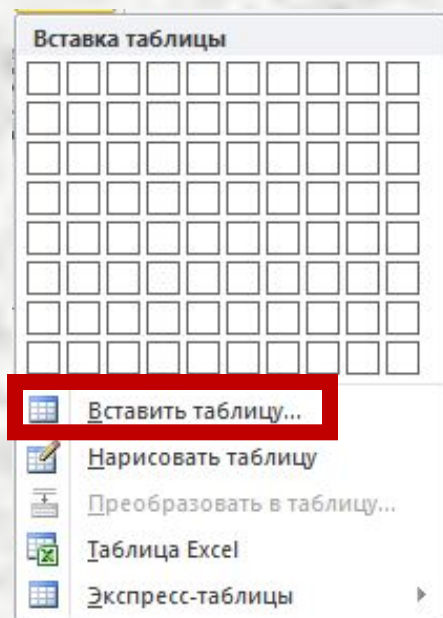 Вставка таблицы
Вставить таблицу...
Нарисовать таблицу
Преобразовать в таблицу...
Таблица Excel
Экспресс-таблицы